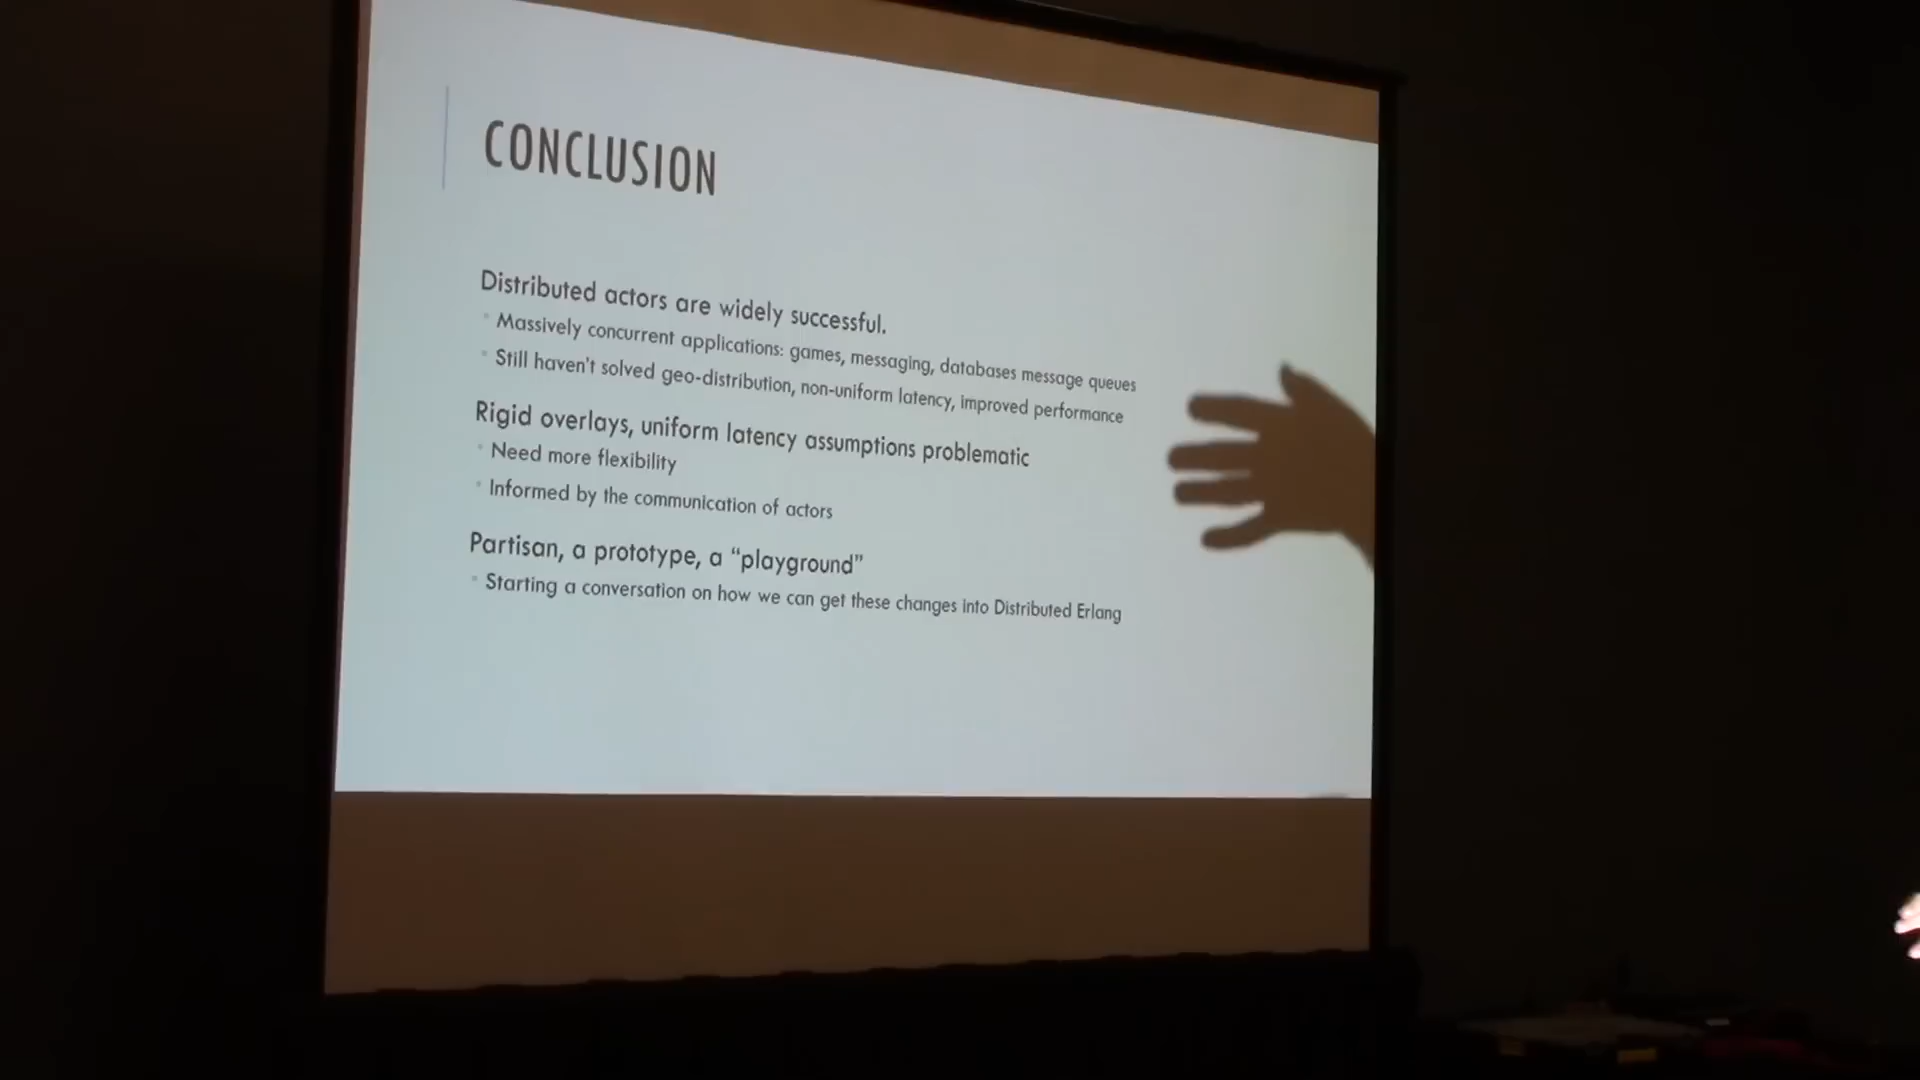 CONCLUSION
Distributed actors are widely successful.
Massively concurrent applications: games, messaging, databases message queues
Still haven't solved geo-distribution, non-uniform latency, improved performance
Rigid overlays, uniform latency assumptions problematic
Need more flexibility
Informed by the communication of actors
Partisan, a prototype, a “playground”
Starting a conversation on how we can get these changes into Distributed Erlang